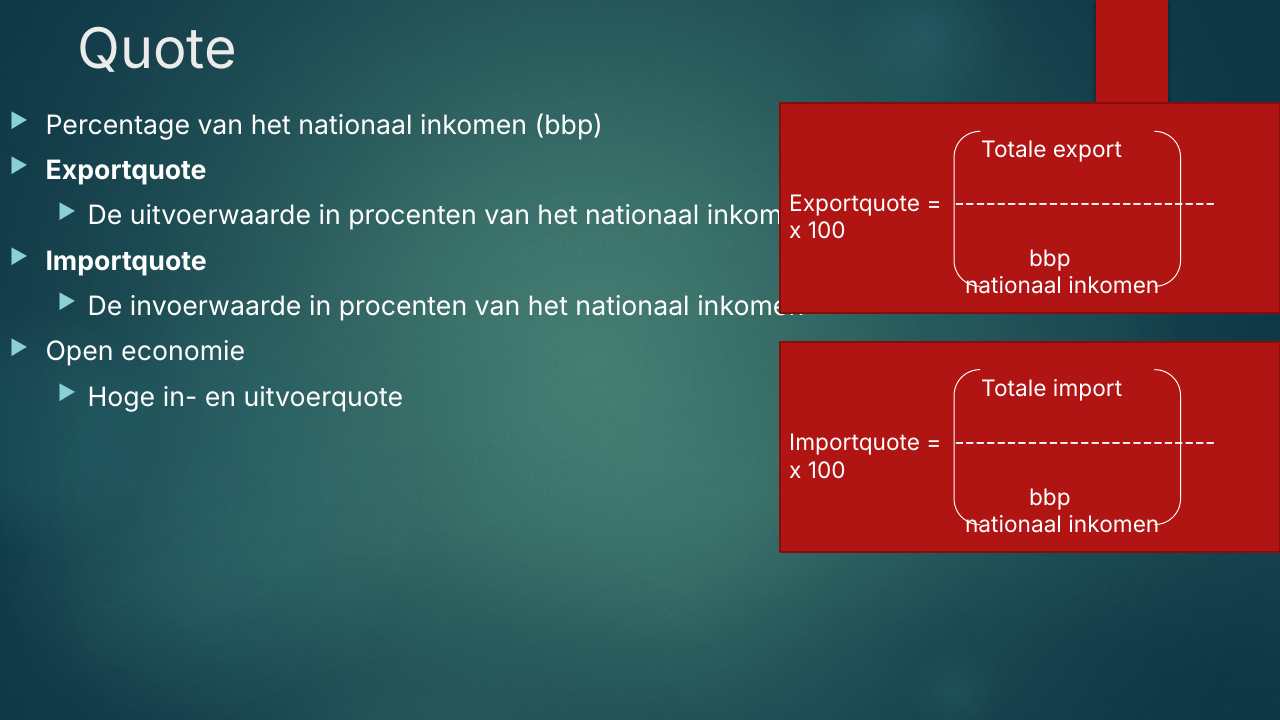 Quote
Percentage van het nationaal inkomen (bbp)
Exportquote
De uitvoerwaarde in procenten van het nationaal inkom
Importquote
De invoerwaarde in procenten van het nationaal inkomen
Open economie
Hoge in- en uitvoerquote
Totale export
Exportquote = -------------------------
x 100
bbp
nationaal inkomen
Totale import
Importquote = -------------------------
x 100
bbp
nationaal inkomen